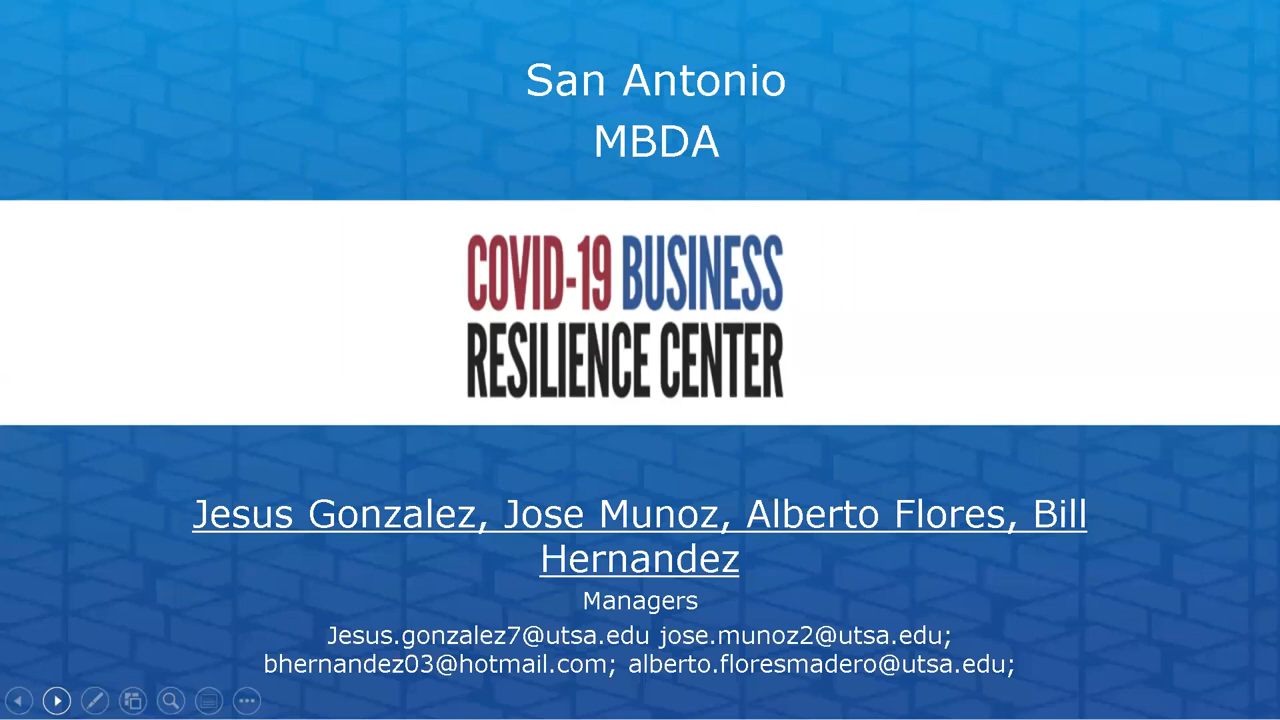 San Antonio
MBDA
COVID-19 BUSINESS
RESILIENCE CENTER
Jesus Gonzalez, Jose Munoz, Alberto Flores, Bill
Hernandez
Managers
Jesus.gonzalez7@utsa.edu jose.munoz2@utsa.edu;
bhernandez03@hotmail.com; alberto.floresmadero@utsa.edu;